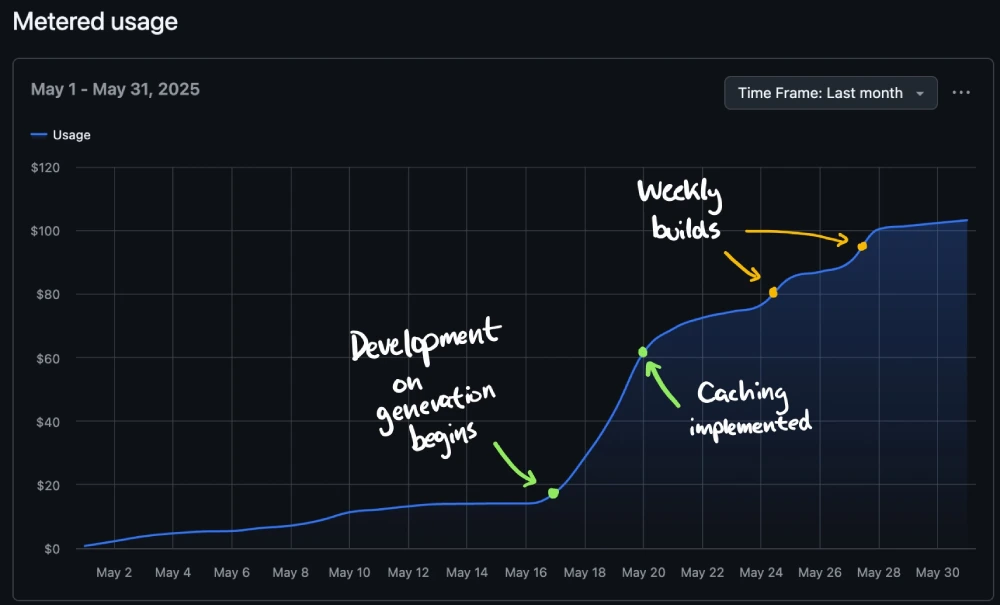 Metered usage
May 1 - May 31, 2025
Time Frame: Last month
Usage
$120
$100
$80
$60
$40
$20
$0
Weekly
builds
Development
on
generation
begins
Caching
implemented
May 2 May 4 May 6 May 8 May 10 May 12 May 14 May 16 May 18 May 20 May 22 May 24 May 26 May 28 May 30